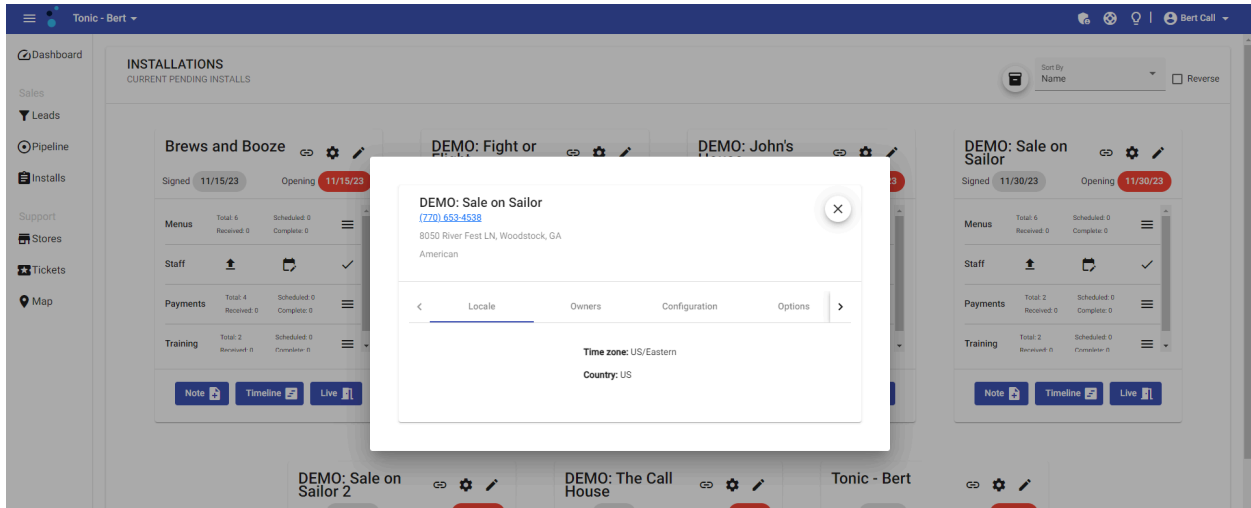 Tonic - Bert
Bert Call
Dashboard
Sales
Leads
Pipeline
Installs
Support
Stores
Tickets
Map
INSTALLATIONS
CURRENT PENDING INSTALLS
Sort By
Name
Reverse
Brews and Booze
Signed 11/15/23 Opening 11/15/23
Menus Total: 6 Scheduled: 0
Received: 0 Complete: 0
Staff
Payments Total: 4 Scheduled: 0
Received: 0 Complete: 0
Training Total: 2 Scheduled: 0
Received: 0 Complete: 0
Note Timeline Live
DEMO: Fight or
Flight
DEMO: John's
House
DEMO: Sale on
Sailor
Signed 11/30/23 Opening 11/30/23
Menus Total: 6 Scheduled: 0
Received: 0 Complete: 0
Staff
Payments Total: 2 Scheduled: 0
Received: 0 Complete: 0
Training Total: 2 Scheduled: 0
Received: 0 Complete: 0
Note Timeline Live
DEMO: Sale on Sailor
(770) 653-4538
8050 River Fest LN, Woodstock, GA
American
Locale Owners Configuration Options
Time zone: US/Eastern
Country: US
DEMO: Sale on
Sailor 2
DEMO: The Call
House
Tonic - Bert